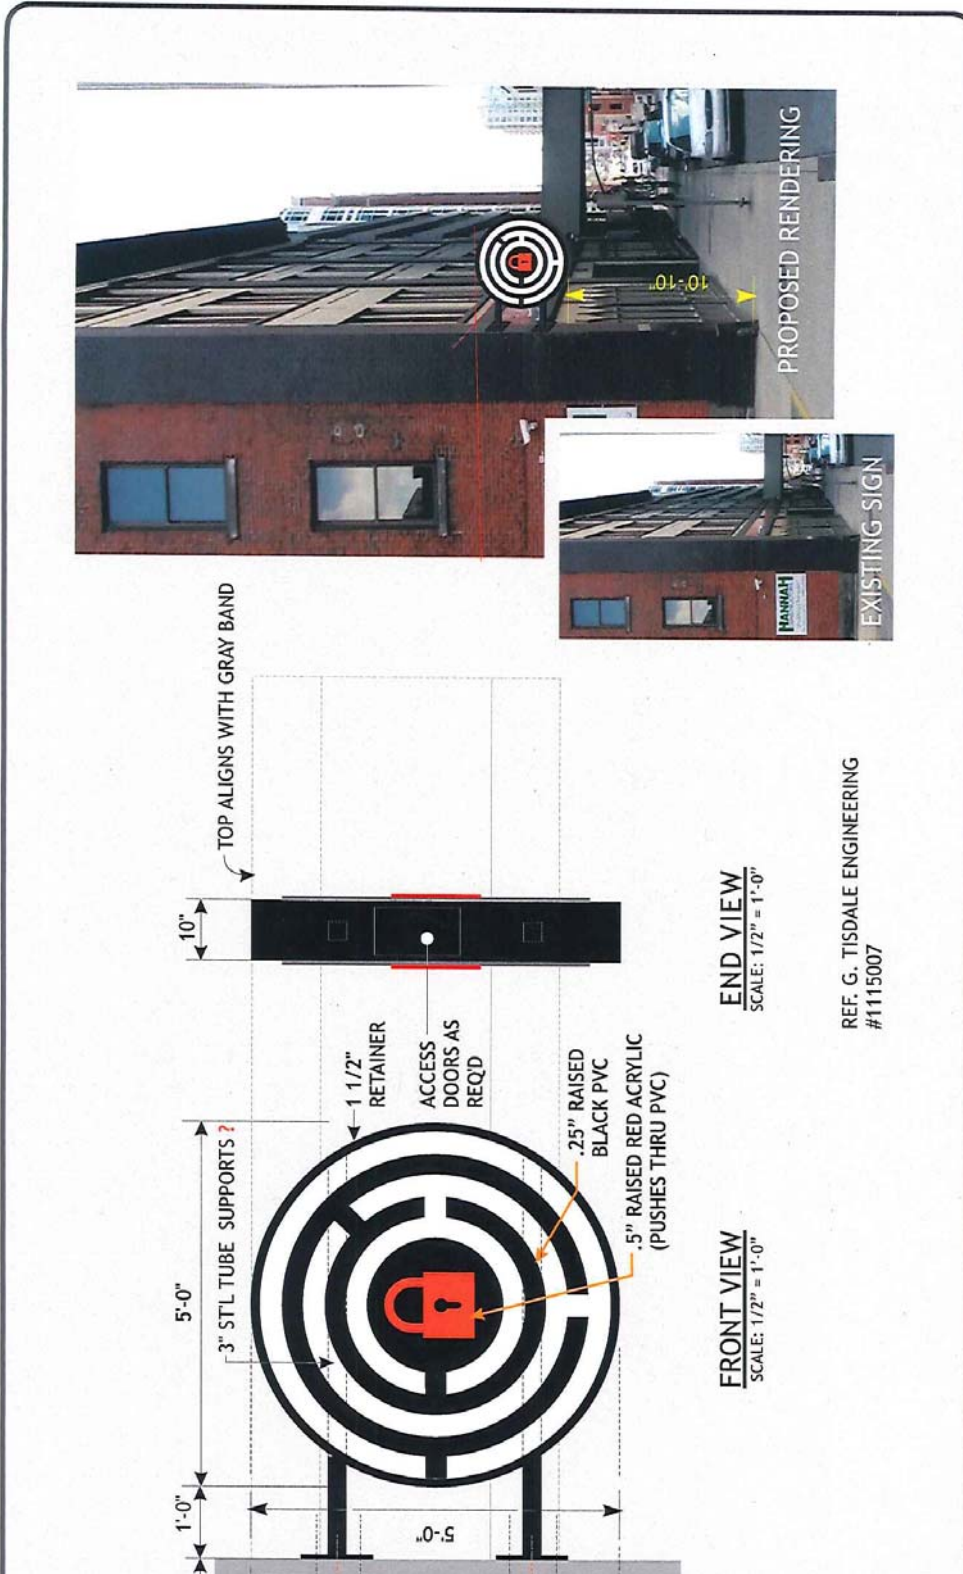 1'-0"
5'-0"
3" ST'L TUBE SUPPORTS ?
1 1/2"
RETAINER
5'-0"
.25" RAISED
BLACK PVC
.5" RAISED RED ACRYLIC
(PUSHES THRU PVC)
FRONT VIEW
SCALE: 1/2" = 1'-0"
10"
TOP ALIGNS WITH GRAY BAND
ACCESS
DOORS AS
REQ'D
END VIEW
SCALE: 1/2" = 1'-0"
REF. G. TISDALE ENGINEERING
#1115007
10'-10"
PROPOSED RENDERING
HANNAH
EXISTING SIGN